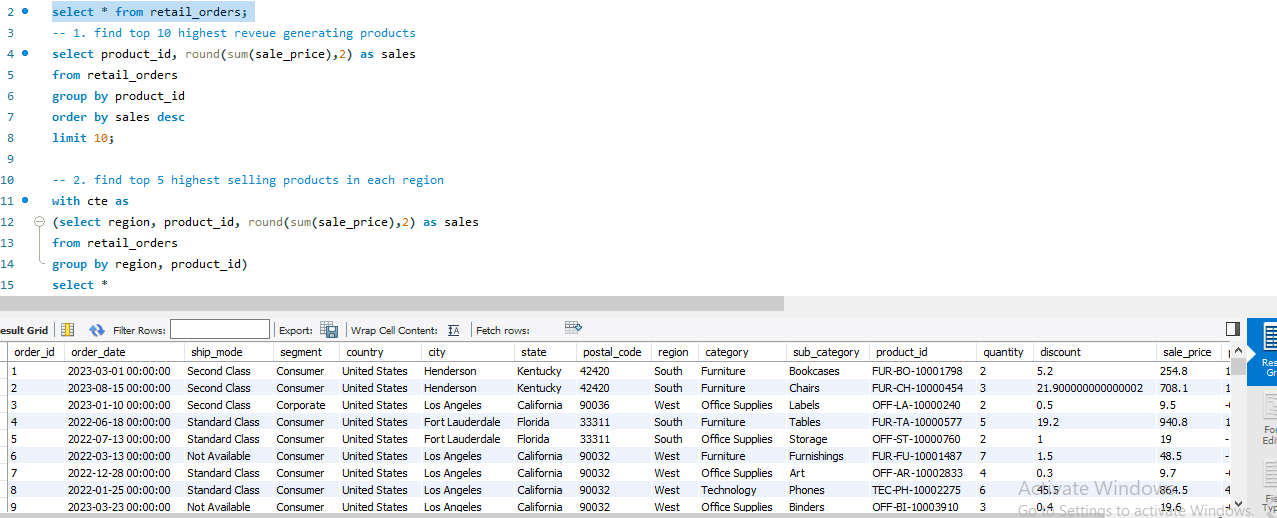 2 select * from retail_orders;
3 -- 1. find top 10 highest reveue generating products
4 select product_id, round(sum(sale_price),2) as sales
5 from retail_orders
6 group by product_id
7 order by sales desc
8 limit 10;
9
10 -- 2. find top 5 highest selling products in each region
11 with cte as
12 (select region, product_id, round(sum(sale_price),2) as sales
13 from retail_orders
14 group by region, product_id)
15 select *
esult Grid Filter Rows: Export: Wrap Cell Content: Fetch rows:
order_id order_date ship_mode segment country city state postal_code region category sub_category product_id quantity discount sale_price p
1 2023-03-01 00:00:00 Second Class Consumer United States Henderson Kentucky 42420 South Furniture Bookcases FUR-BO-10001798 2 5.2 254.8 1
2 2023-08-15 00:00:00 Second Class Consumer United States Henderson Kentucky 42420 South Furniture Chairs FUR-CH-10000454 3 21.900000000000002 708.1 1
3 2023-01-10 00:00:00 Second Class Corporate United States Los Angeles California 90036 West Office Supplies Labels OFF-LA-10000240 2 0.5 9.5 -
4 2022-06-18 00:00:00 Standard Class Consumer United States Fort Lauderdale Florida 33311 South Furniture Tables FUR-TA-10000577 5 19.2 940.8 1
5 2022-07-13 00:00:00 Standard Class Consumer United States Fort Lauderdale Florida 33311 South Office Supplies Storage OFF-ST-10000760 2 1 19 -
6 2022-03-13 00:00:00 Not Available Consumer United States Los Angeles California 90032 West Furniture Furnishings FUR-FU-10001487 7 1.5 48.5 -
7 2022-12-28 00:00:00 Standard Class Consumer United States Los Angeles California 90032 West Office Supplies Art OFF-AR-10002833 4 0.3 9.7 -
8 2022-01-25 00:00:00 Standard Class Consumer United States Los Angeles California 90032 West Technology Phones TEC-PH-10002275 6 45.5 864.5 4
9 2023-03-23 00:00:00 Not Available Consumer United States Los Angeles California 90032 West Office Supplies Binders OFF-BI-10003910 3 0.4 19.6 -
Res
Gr
For
Edi
Fie
Typ
Activate Windows
Go to Settings to activate Windows.